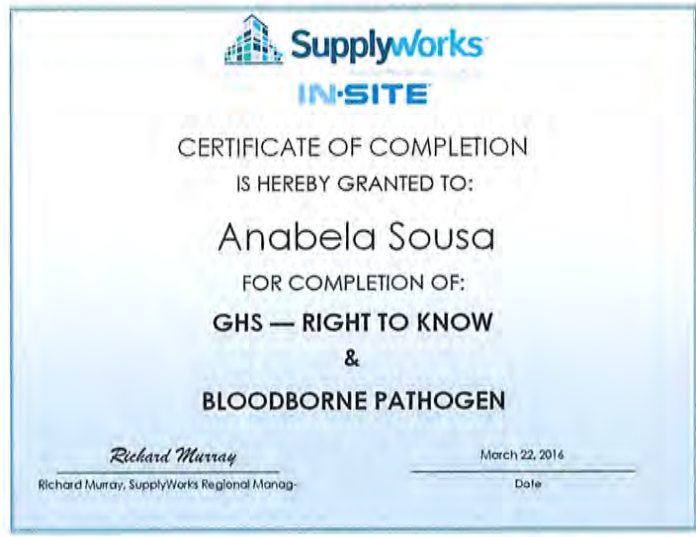 SupplyWorks
IN·SITE
CERTIFICATE OF COMPLETION
IS HEREBY GRANTED TO:
Anabela Sousa
FOR COMPLETION OF:
GHS — RIGHT TO KNOW
&
BLOODBORNE PATHOGEN
Richard Murray
March 22, 2016
Richard Murray, SupplyWorks Regional Manag-
Date